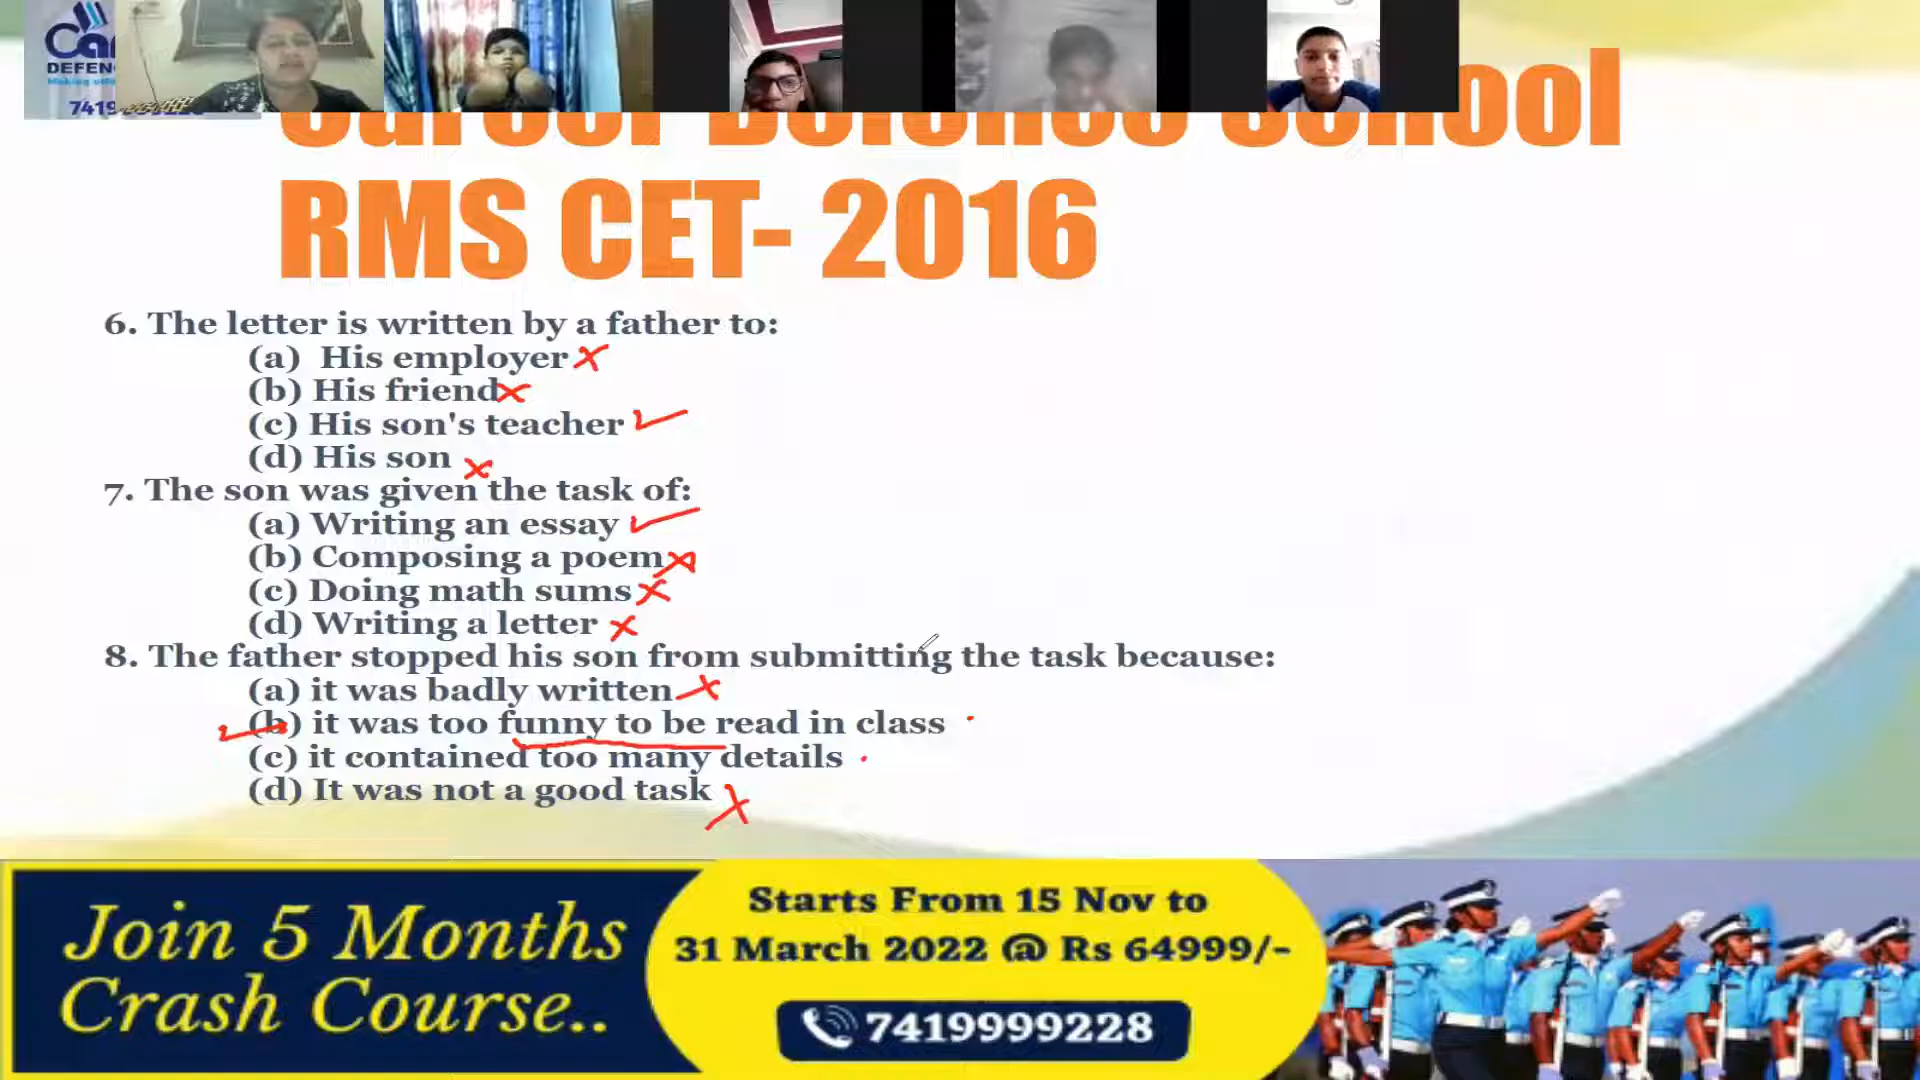 DEFEN
7419
Career Defence School
RMS CET- 2016
6. The letter is written by a father to:
(a) His employer
(b) His friend
(c) His son's teacher
(d) His son
7. The son was given the task of:
(a) Writing an essay
(b) Composing a poem
(c) Doing math sums
(d) Writing a letter
8. The father stopped his son from submitting the task because:
(a) it was badly written
(b) it was too funny to be read in class
(c) it contained too many details
(d) It was not a good task
Join 5 Months
Crash Course..
Starts From 15 Nov to
31 March 2022 @ Rs 64999/-
7419999228